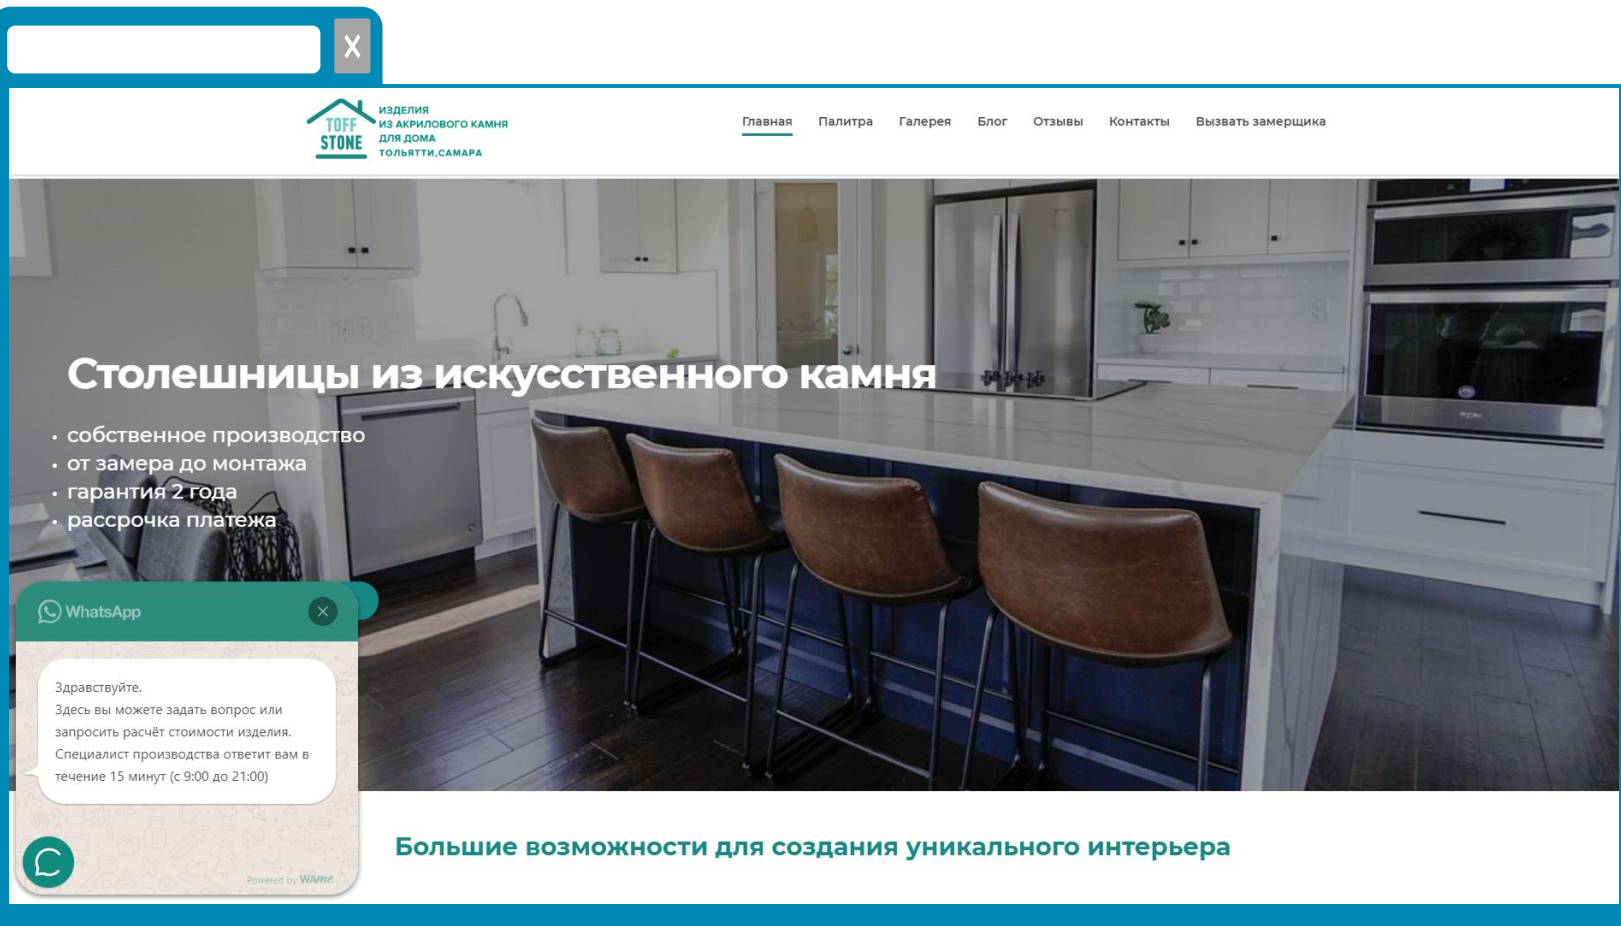 X
TOFF
STONE
ИЗДЕЛИЯ
ИЗ АКРИЛОВОГО КАМНЯ
ДЛЯ ДОМА
ТОЛЬЯТТИ,САМАРА
Главная Палитра Галерея Блог Отзывы Контакты Вызвать замерщика
Столешницы из искусственного камня
• собственное производство
• от замера до монтажа
• гарантия 2 года
• рассрочка платежа
WhatsApp
Здравствуйте.
Здесь вы можете задать вопрос или
запросить расчёт стоимости изделия.
Специалист производства ответит вам в
течение 15 минут (с 9:00 до 21:00)
Powered by WAme
Большие возможности для создания уникального интерьера